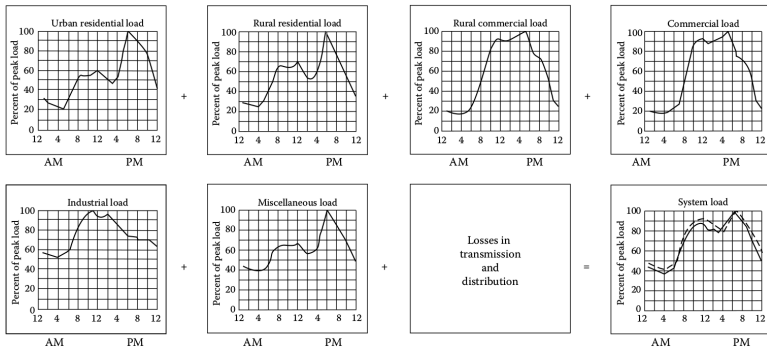 Urban residential load
Percent of peak load
100
80
60
40
20
0
12 4 8 12 4 8 12
AM PM
+
Rural residential load
Percent of peak load
100
80
60
40
20
0
12 4 8 12 4 8 12
AM PM
+
Rural commercial load
Percent of peak load
100
80
60
40
20
0
12 4 8 12 4 8 12
AM PM
+
Commercial load
Percent of peak load
100
80
60
40
20
0
12 4 8 12 4 8 12
AM PM
Industrial load
Percent of peak load
100
80
60
40
20
0
12 4 8 12 4 8 12
AM PM
+
Miscellaneous load
Percent of peak load
100
80
60
40
20
0
12 4 8 12 4 8 12
AM PM
+
Losses in
transmission
and
distribution
=
System load
Percent of peak load
100
80
60
40
20
0
12 4 8 12 4 8 12
AM PM